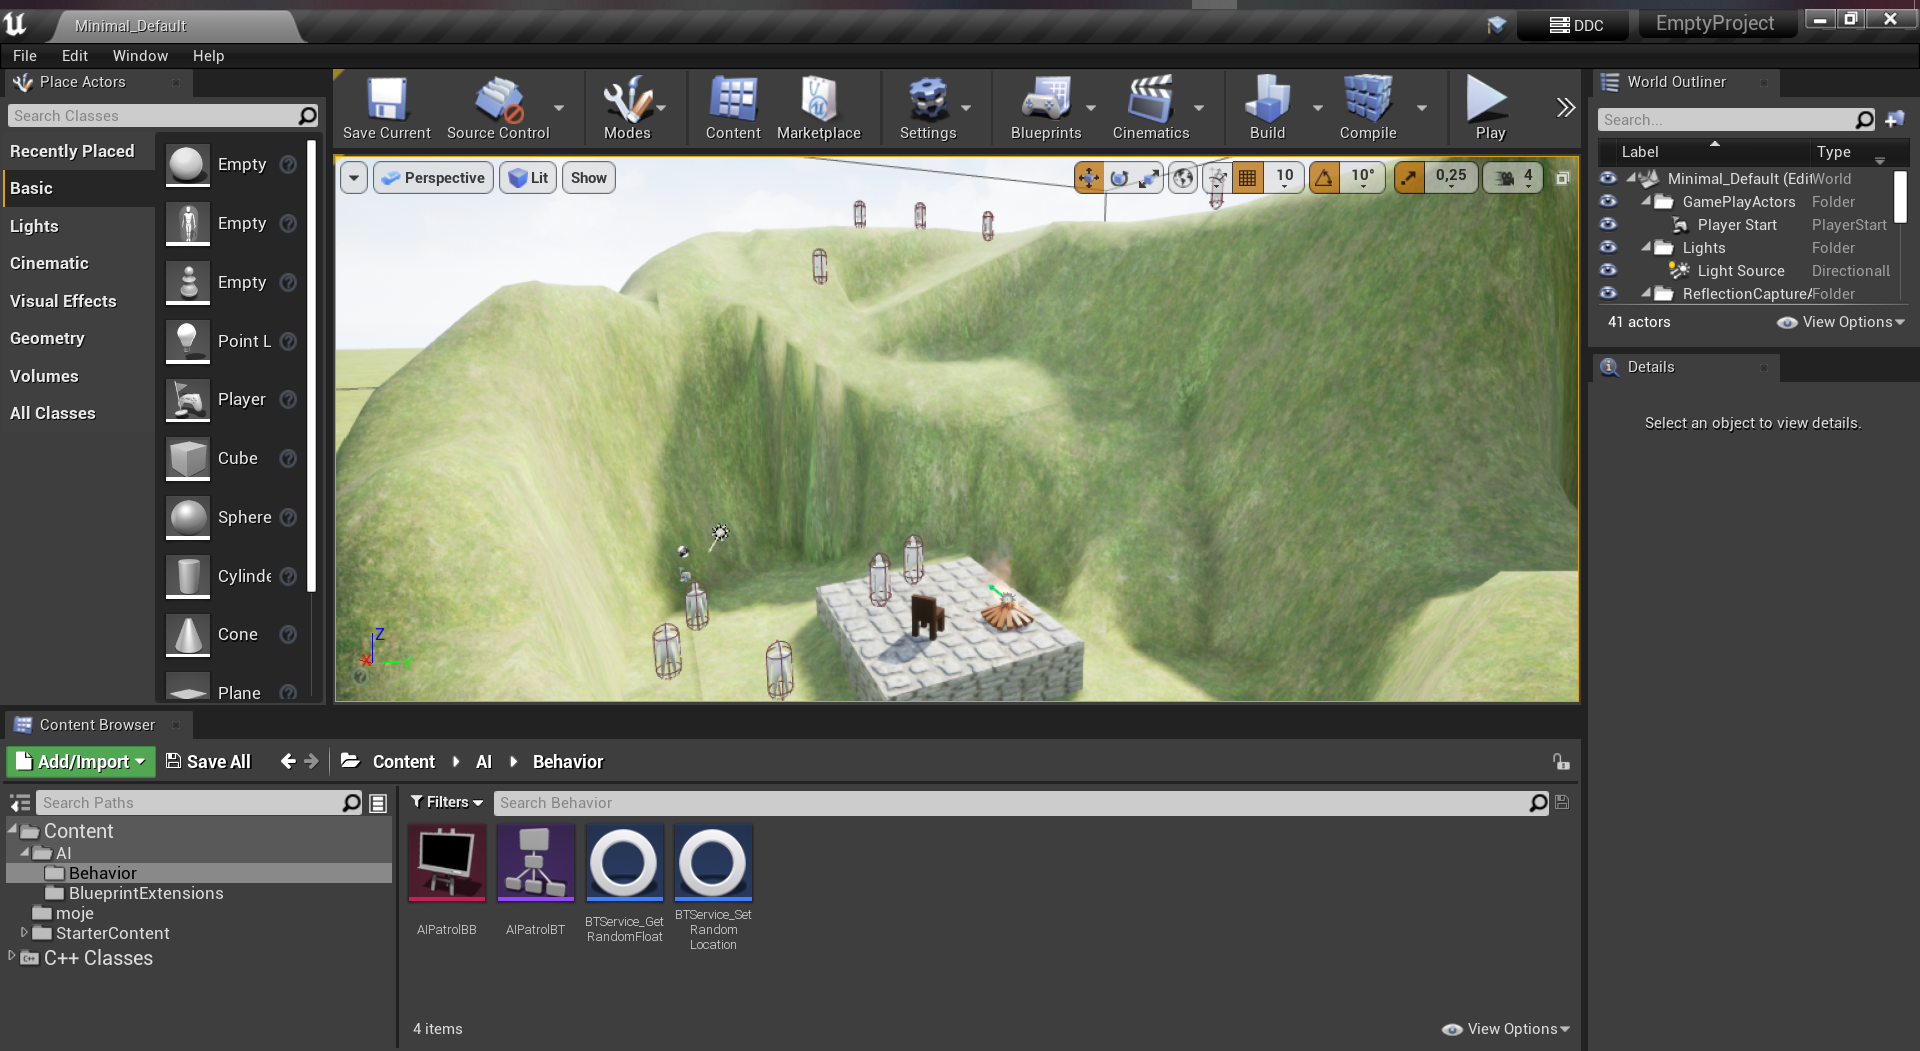 Minimal_Default
DDC
EmptyProject
File Edit Window Help
Place Actors
Search Classes
Recently Placed
Basic
Lights
Cinematic
Visual Effects
Geometry
Volumes
All Classes
Empty
Empty
Empty
Point L
Player
Cube
Sphere
Cylinde
Cone
Plane
Save Current
Source Control
Modes
Content
Marketplace
Settings
Blueprints
Cinematics
Build
Compile
Play
Perspective
Lit
Show
10
10°
0,25
4
Z
X
Y
World Outliner
Search...
Label Type
Minimal_Default (Edit World
GamePlayActors Folder
Player Start PlayerStart
Lights Folder
Light Source Directionall
ReflectionCaptureA Folder
41 actors
View Options
Details
Select an object to view details.
Content Browser
Add/Import
Save All
Content
AI
Behavior
Search Paths
Content
AI
Behavior
BlueprintExtensions
moje
StarterContent
C++ Classes
Filters
Search Behavior
AIPatrolBB
AIPatrolBT
BTService_Get
RandomFloat
BTService_Set
Random
Location
4 items
View Options